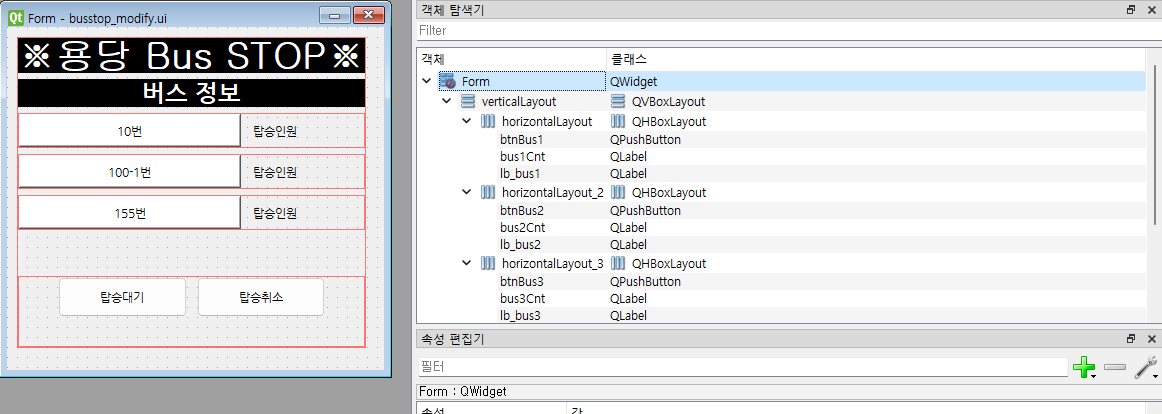 Qt Form - busstop_modify.ui
※용당 Bus STOP※
버스 정보
10번 탑승인원
100-1번 탑승인원
155번 탑승인원
탑승대기 탑승취소
객체 탐색기
Filter
객체 클래스
Form QWidget
verticalLayout QVBoxLayout
horizontalLayout QHBoxLayout
btnBus1 QPushButton
bus1Cnt QLabel
lb_bus1 QLabel
horizontalLayout_2 QHBoxLayout
btnBus2 QPushButton
bus2Cnt QLabel
lb_bus2 QLabel
horizontalLayout_3 QHBoxLayout
btnBus3 QPushButton
bus3Cnt QLabel
lb_bus3 QLabel
속성 편집기
필터
Form : QWidget
속성 값